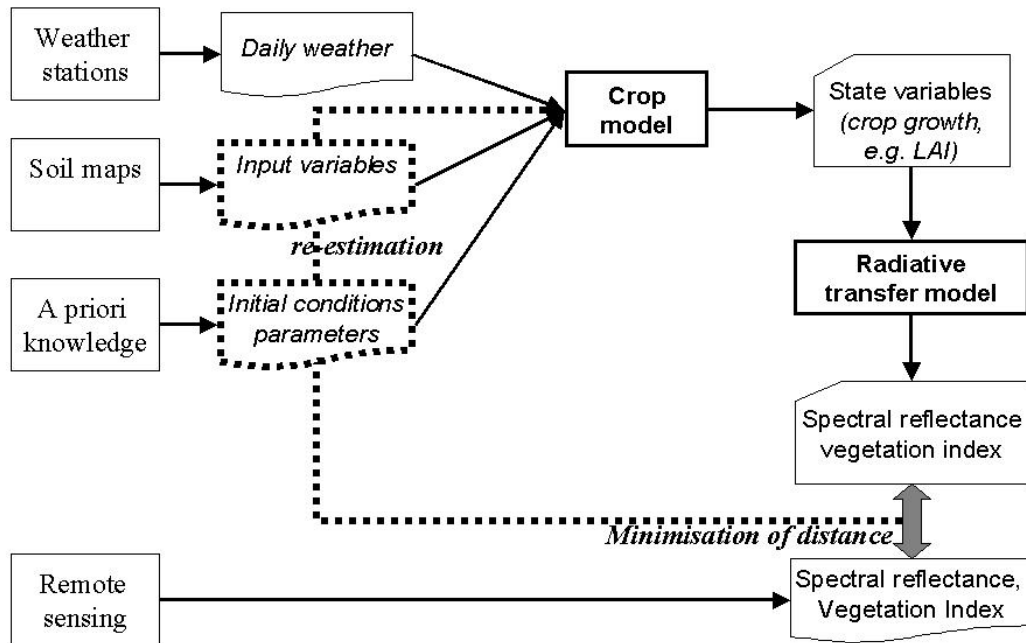 Weather
stations
Daily weather
Crop
model
State variables
(crop growth,
e.g. LAI)
Soil maps
Input variables
re-estimation
A priori
knowledge
Initial conditions
parameters
Radiative
transfer model
Spectral reflectance
vegetation index
Minimisation of distance
Remote
sensing
Spectral reflectance,
Vegetation Index